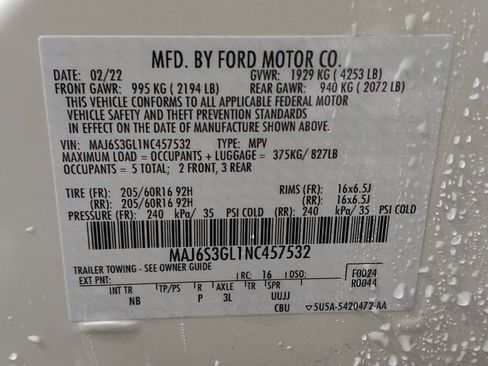 MFD. BY FORD MOTOR CO.
DATE: 02/22 GVWR: 1929 KG ( 4253 LB)
FRONT GAWR: 995 KG ( 2194 LB) REAR GAWR: 940 KG ( 2072 LB)
THIS VEHICLE CONFORMS TO ALL APPLICABLE FEDERAL MOTOR
VEHICLE SAFETY AND THEFT PREVENTION STANDARDS
IN EFFECT ON THE DATE OF MANUFACTURE SHOWN ABOVE.
VIN: MAJ6S3GL1NC457532 TYPE: MPV
MAXIMUM LOAD = OCCUPANTS + LUGGAGE = 375KG/ 827LB
OCCUPANTS = 5 TOTAL; 2 FRONT, 3 REAR
TIRE (FR): 205/60R16 92H RIMS (FR): 16x6.5J
(RR): 205/60R16 92H (RR): 16x6.5J
PRESSURE (FR): 240 kPa/ 35 PSI COLD (RR): 240 kPa/ 35 PSI COLD
MAJ6S3GL1NC457532
TRAILER TOWING - SEE OWNER GUIDE
EXT PNT: RC: 16 DSO: F0024
R0044
INT TR TP/PS R AXLE TR SPR
NB P 3L UUJJ
CBU ▽5U5A-5420472-AA